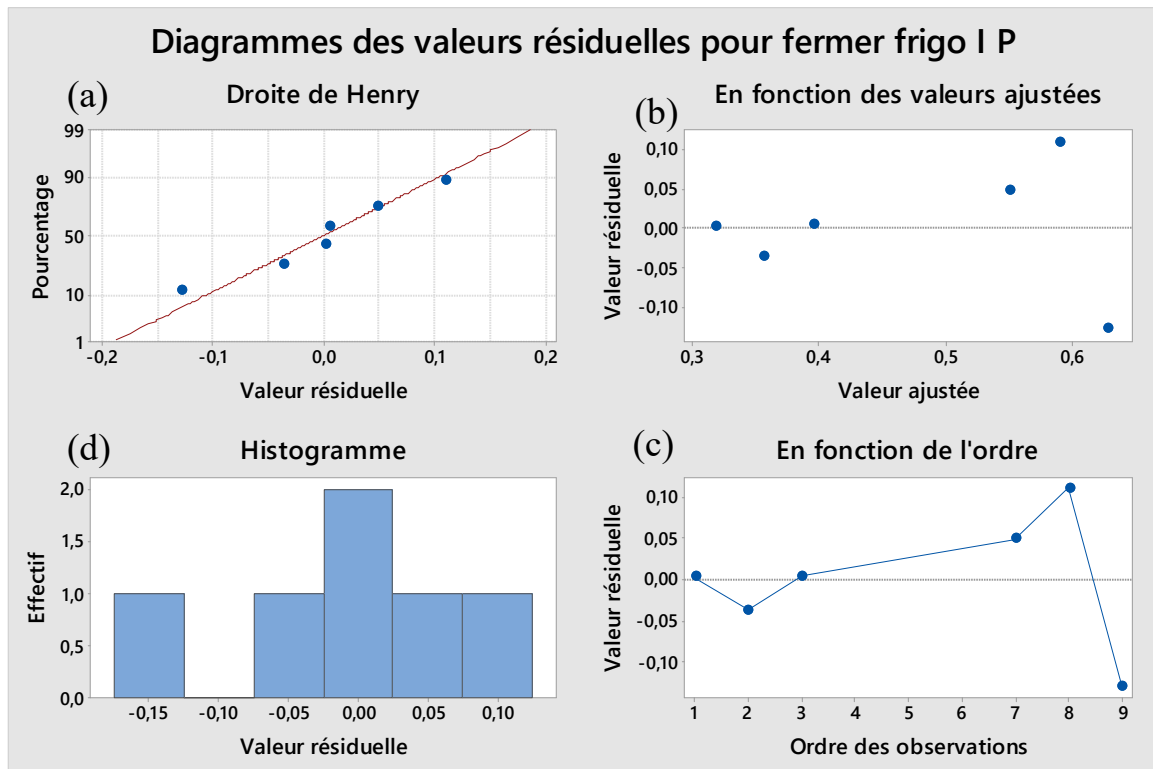 Diagrammes des valeurs résiduelles pour fermer frigo I P
(a)
Droite de Henry
99
90
50
10
1
Pourcentage
-0,2
-0,1
0,0
0,1
0,2
Valeur résiduelle
(b)
En fonction des valeurs ajustées
0,10
0,05
0,00
-0,05
-0,10
Valeur résiduelle
0,3
0,4
0,5
0,6
Valeur ajustée
(d)
Histogramme
2,0
1,5
1,0
0,5
0,0
Effectif
-0,15
-0,10
-0,05
0,00
0,05
0,10
Valeur résiduelle
(c)
En fonction de l'ordre
0,10
0,05
0,00
-0,05
-0,10
Valeur résiduelle
1
2
3
4
5
6
7
8
9
Ordre des observations